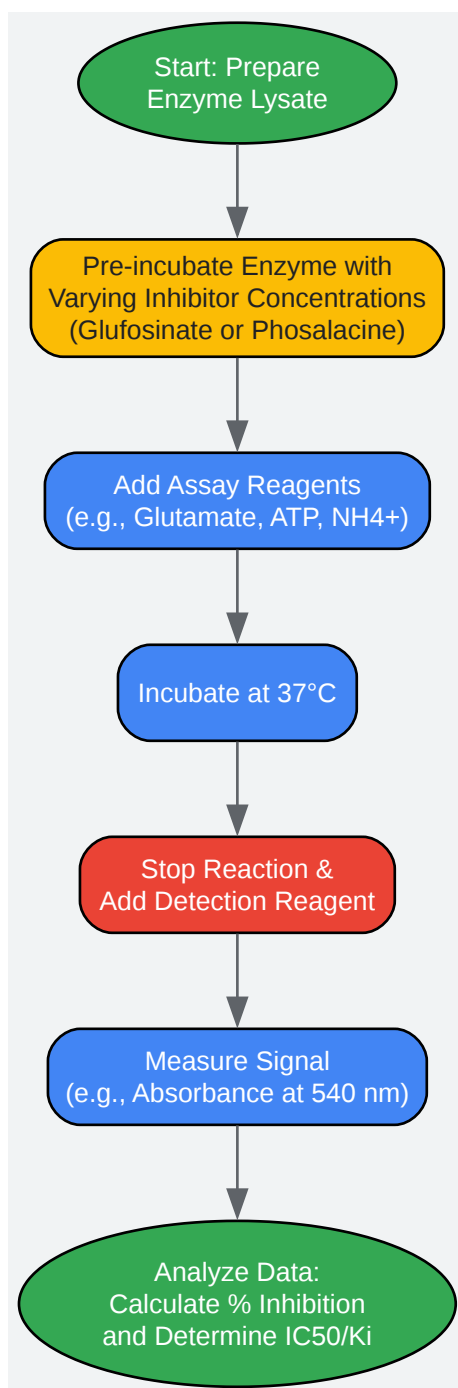 Start: Prepare
Enzyme Lysate
Pre-incubate Enzyme with
Varying Inhibitor Concentrations
(Glufosinate or Phosalacine)
Add Assay Reagents
(e.g., Glutamate, ATP, NH4+)
Incubate at 37°C
Stop Reaction &
Add Detection Reagent
Measure Signal
(e.g., Absorbance at 540 nm)
Analyze Data:
Calculate % Inhibition
and Determine IC50/Ki